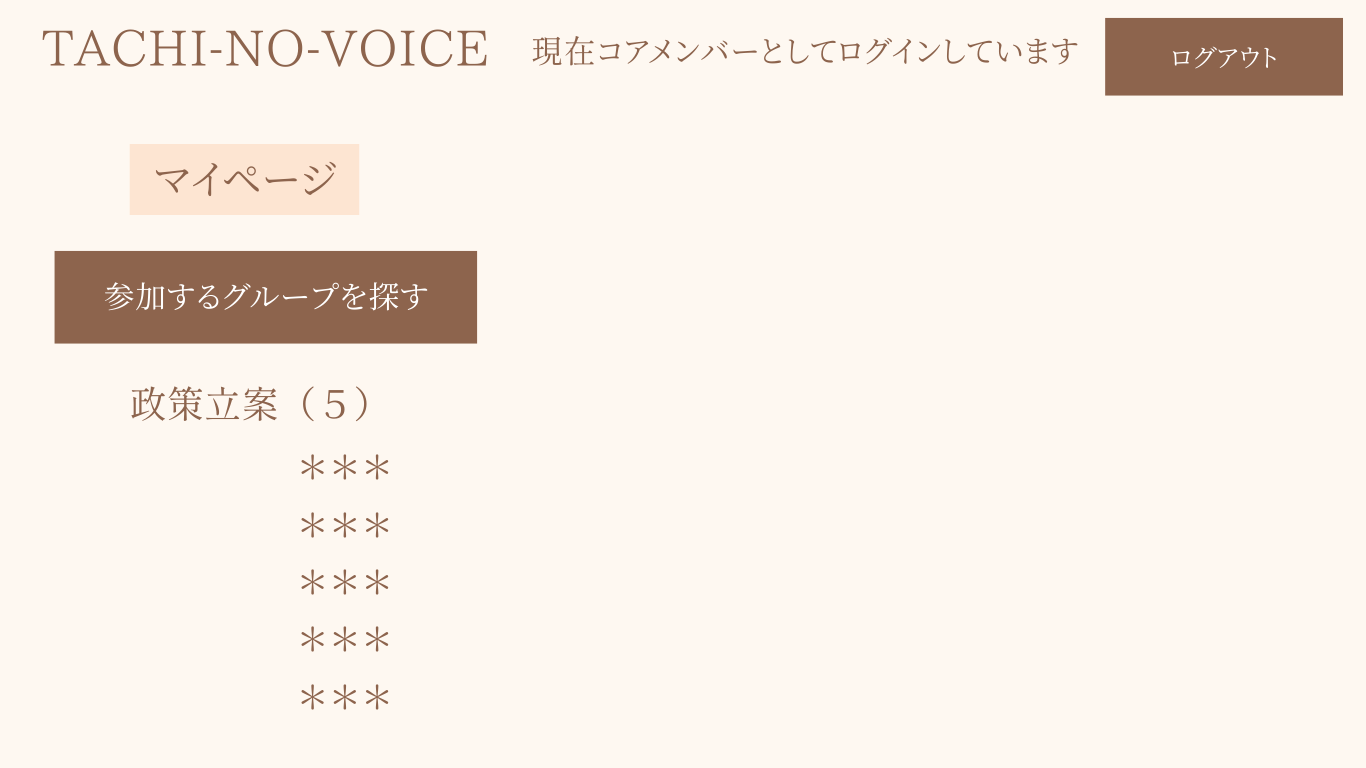 TACHI-NO-VOICE
現在コアメンバーとしてログインしています
ログアウト
マイページ
参加するグループを探す
政策立案（５）
＊＊＊
＊＊＊
＊＊＊
＊＊＊
＊＊＊